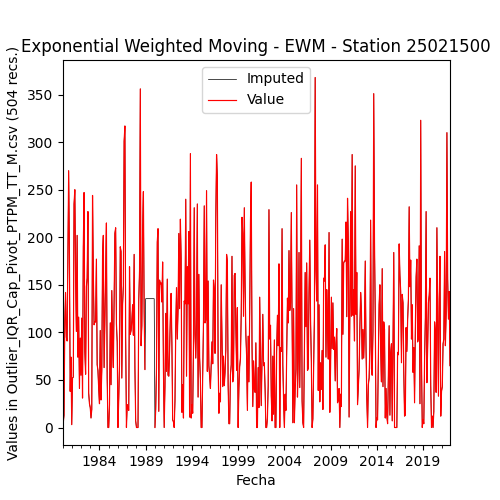 Exponential Weighted Moving - EWM - Station 25021500
Values in Outlier_IQR_Cap_Pivot_PTPM_TT_M.csv (504 recs.)
350
300
250
200
150
100
50
0
Imputed
Value
1984 1989 1994 1999 2004 2009 2014 2019
Fecha